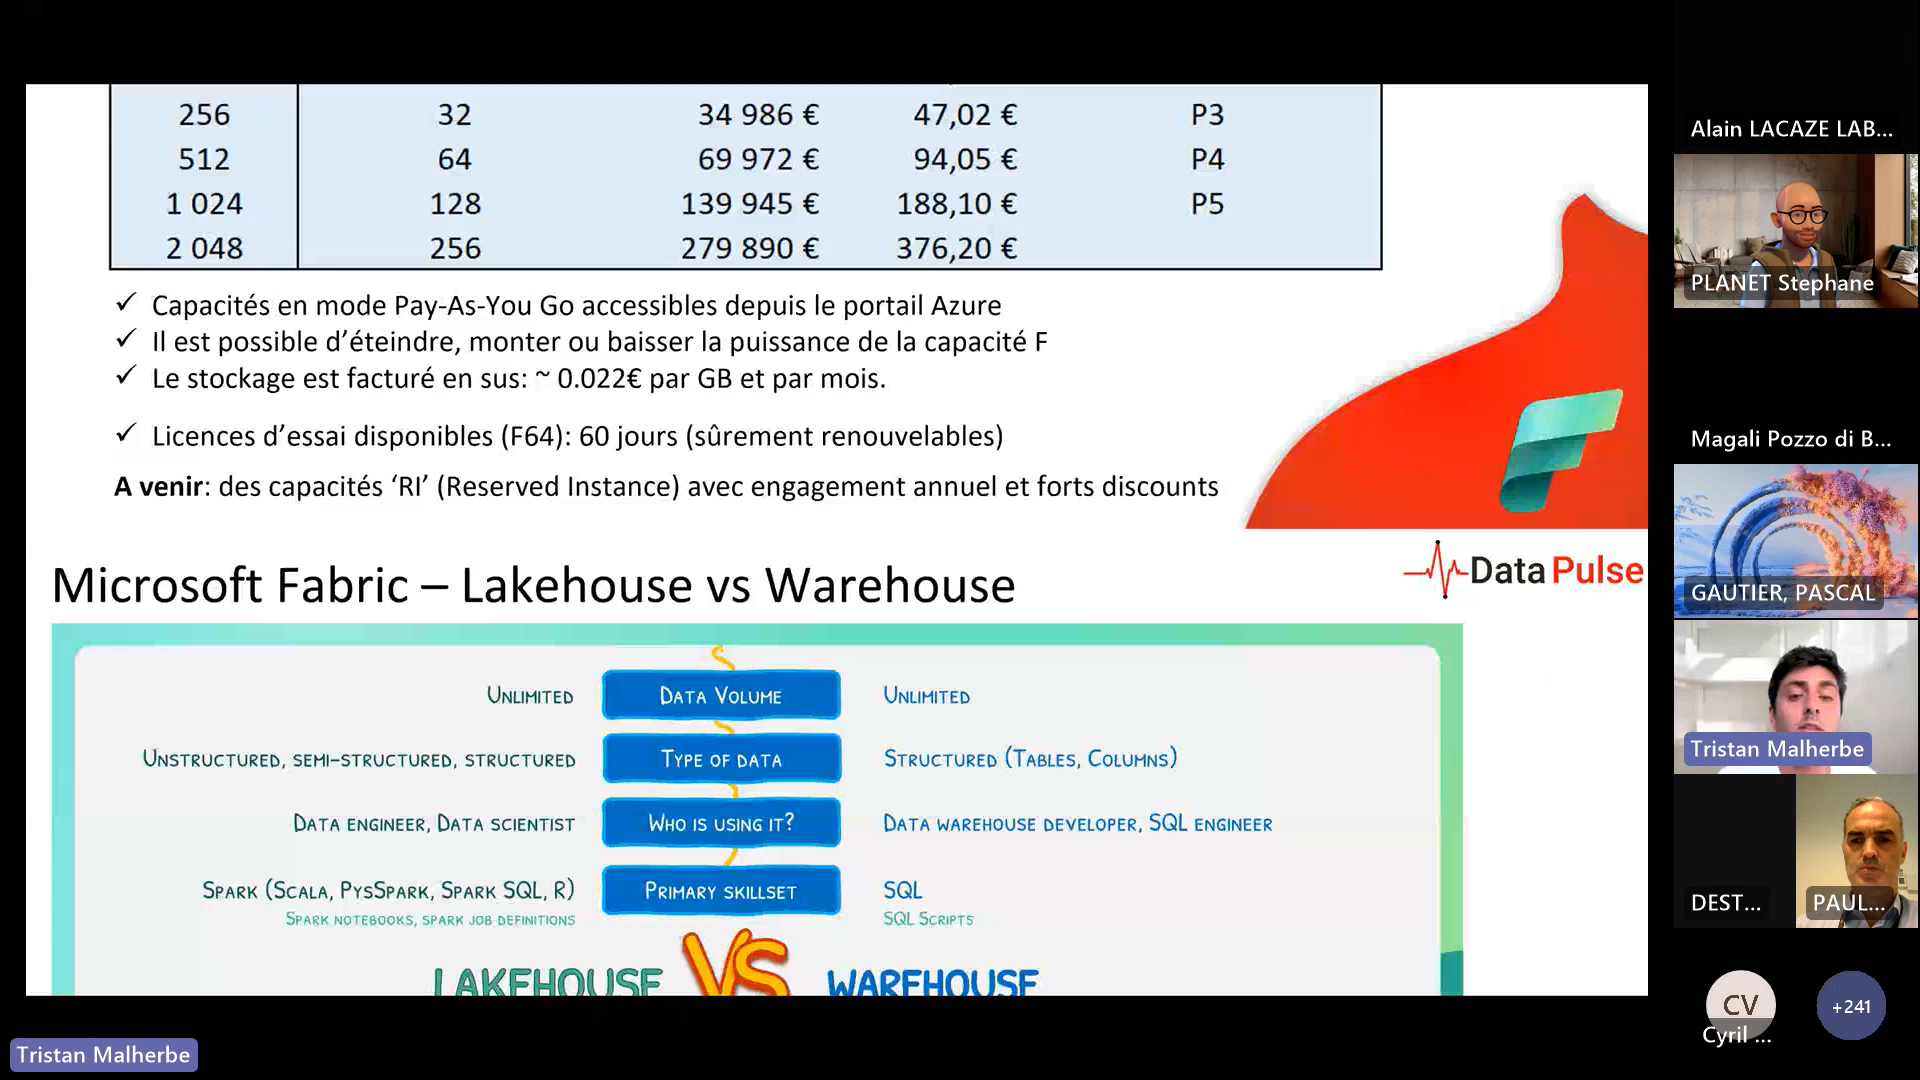 256 32 34 986 € 47,02 € P3
512 64 69 972 € 94,05 € P4
1 024 128 139 945 € 188,10 € P5
2 048 256 279 890 € 376,20 €
✓ Capacités en mode Pay-As-You Go accessibles depuis le portail Azure
✓ Il est possible d’éteindre, monter ou baisser la puissance de la capacité F
✓ Le stockage est facturé en sus: ~ 0.022€ par GB et par mois.
✓ Licences d’essai disponibles (F64): 60 jours (sûrement renouvelables)
A venir: des capacités ‘RI’ (Reserved Instance) avec engagement annuel et forts discounts
Microsoft Fabric – Lakehouse vs Warehouse
Data Pulse
Unlimited Data Volume Unlimited
Unstructured, semi-structured, structured Type of data Structured (Tables, Columns)
Data engineer, Data scientist Who is using it? Data warehouse developer, SQL engineer
Spark (Scala, PysSpark, Spark SQL, R) Primary skillset SQL
Spark notebooks, spark job definitions SQL Scripts
LAKEHOUSE VS WAREHOUSE
Tristan Malherbe
Alain LACAZE LAB...
PLANET Stephane
Magali Pozzo di B...
GAUTIER, PASCAL
Tristan Malherbe
DEST...
PAUL...
CV
Cyril ...
+241